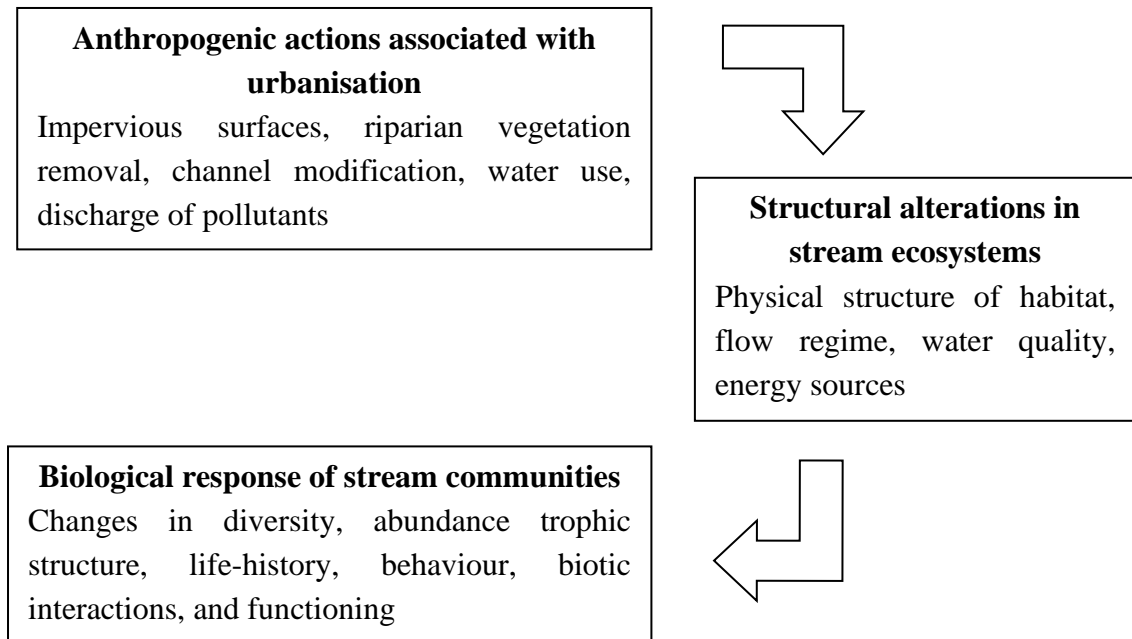 Anthropogenic actions associated with
urbanisation
Impervious surfaces, riparian vegetation
removal, channel modification, water use,
discharge of pollutants
Structural alterations in
stream ecosystems
Physical structure of habitat,
flow regime, water quality,
energy sources
Biological response of stream communities
Changes in diversity, abundance trophic
structure, life-history, behaviour, biotic
interactions, and functioning